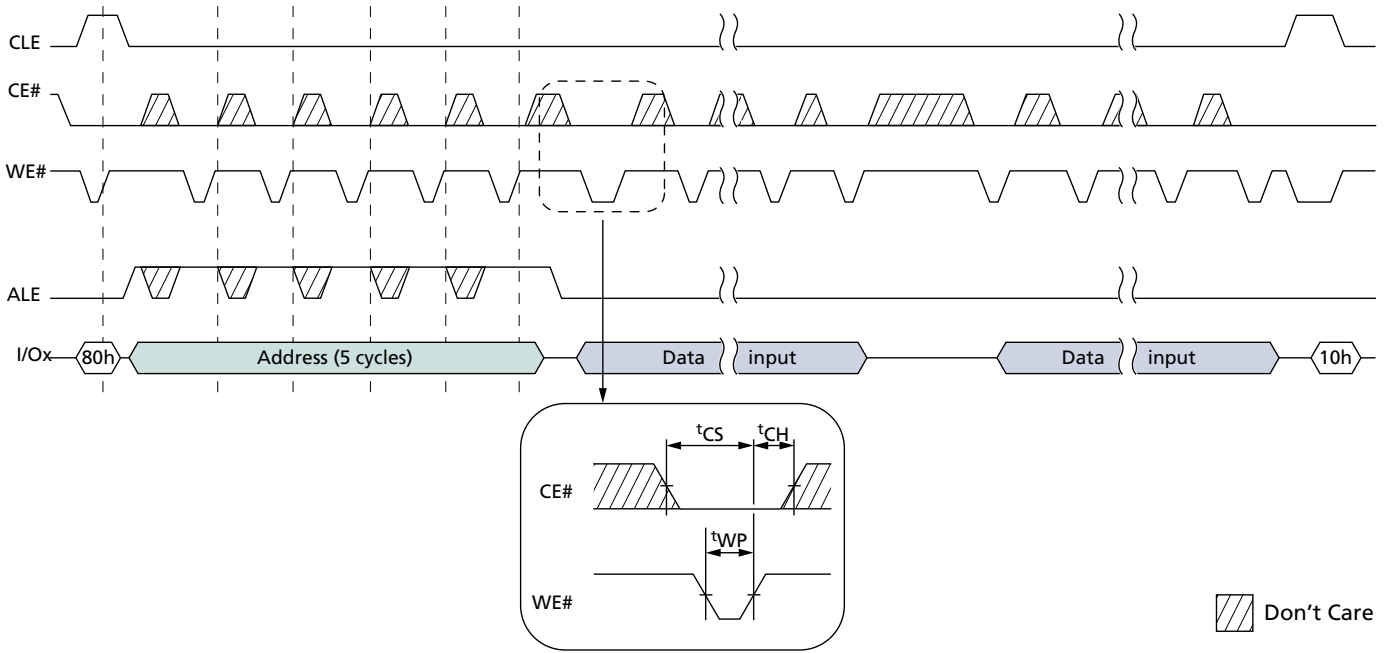 CLE
CE#
WE#
ALE
I/Ox 80h Address (5 cycles) Data input Data input 10h
tCS tCH
CE#
tWP
WE#
Don't Care